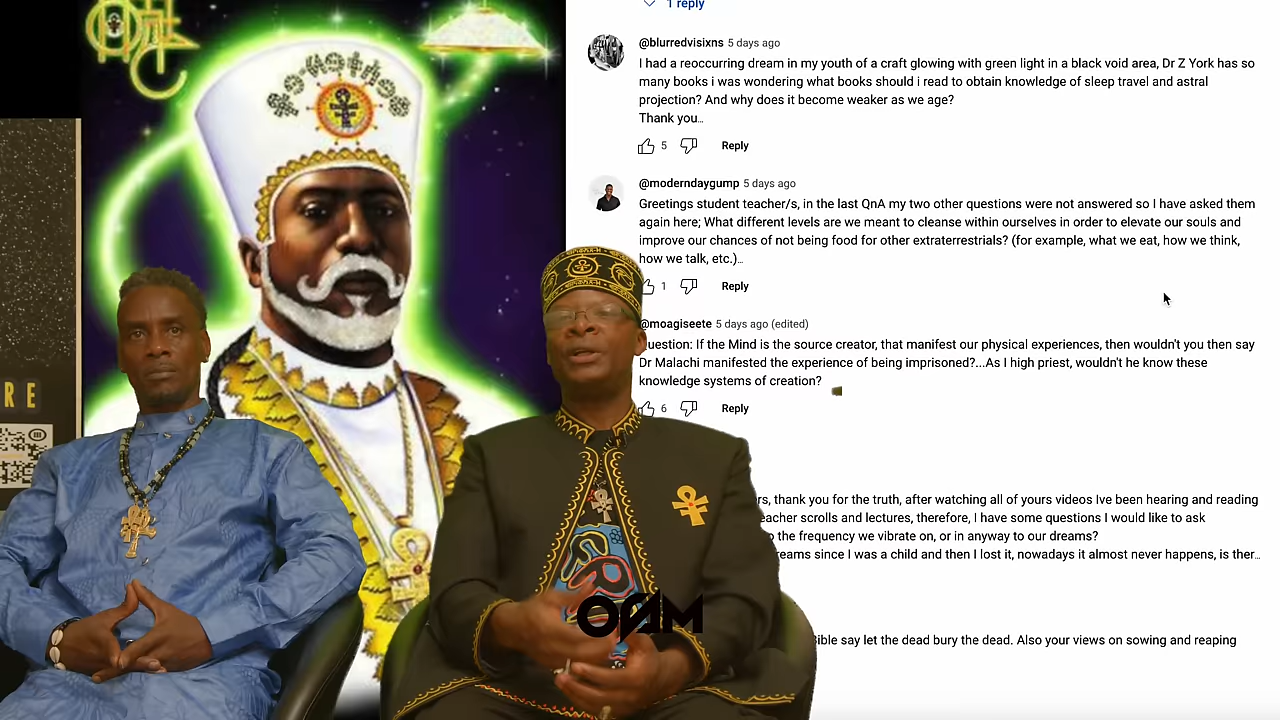 1 reply
@blurredvisixns 5 days ago
I had a reoccurring dream in my youth of a craft glowing with green light in a black void area, Dr Z York has so
many books i was wondering what books should i read to obtain knowledge of sleep travel and astral
projection? And why does it become weaker as we age?
Thank you...
5 Reply
@moderndaygump 5 days ago
Greetings student teacher/s, in the last QnA my two other questions were not answered so I have asked them
again here; What different levels are we meant to cleanse within ourselves in order to elevate our souls and
improve our chances of not being food for other extraterrestrials? (for example, what we eat, how we think,
how we talk, etc.)...
1 Reply
@moagiseete 5 days ago (edited)
uestion: If the Mind is the source creator, that manifest our physical experiences, then wouldn't you then say
Dr Malachi manifested the experience of being imprisoned?...As I high priest, wouldn't he know these
knowledge systems of creation?
6 Reply
rs, thank you for the truth, after watching all of yours videos Ive been hearing and reading
eacher scrolls and lectures, therefore, I have some questions I would like to ask
o the frequency we vibrate on, or in anyway to our dreams?
reams since I was a child and then I lost it, nowadays it almost never happens, is ther...
Bible say let the dead bury the dead. Also your views on sowing and reaping
RE
OFAM